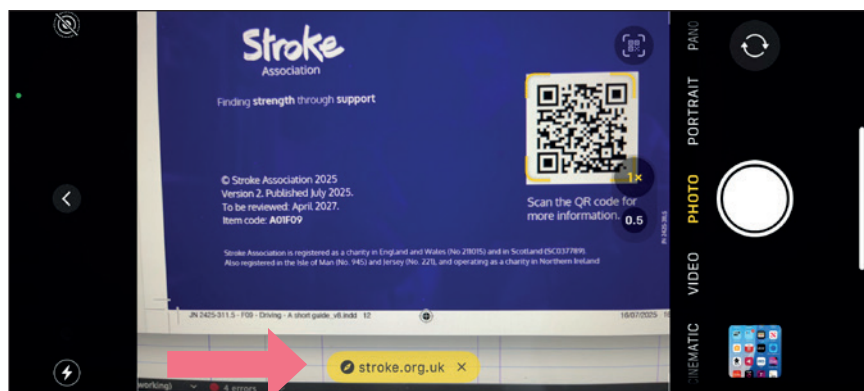 Stroke
Association
Finding strength through support
© Stroke Association 2025
Version 2. Published July 2025.
To be reviewed: April 2027.
Item code: A01F09
Scan the QR code for
more information.
Stroke Association is registered as a charity in England and Wales (No 211015) and in Scotland (SC037789).
Also registered in the Isle of Man (No. 945) and Jersey (No. 221), and operating as a charity in Northern Ireland
JN 2425-311.5 - F09 - Driving - A short guide_v8.indd 12
18/07/2025
working)
4 errors
stroke.org.uk ×
1×
0.5
PANO
PORTRAIT
PHOTO
VIDEO
CINEMATIC